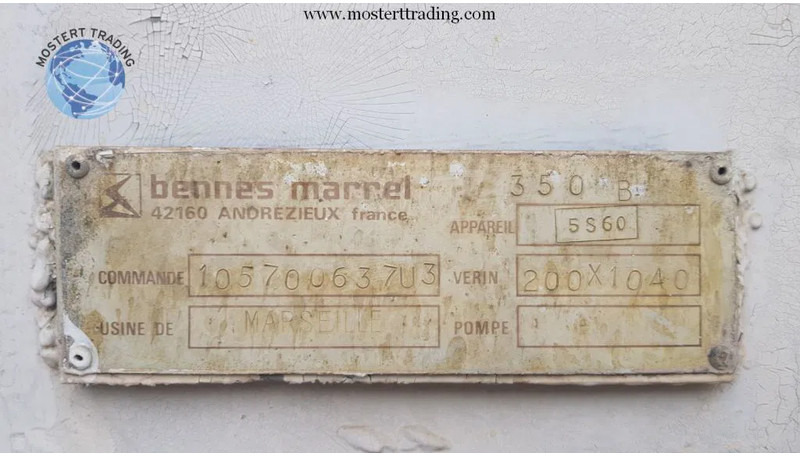 www.mosterttrading.com
MOSTERT TRADING
bennes marrel
42160 ANDREZIEUX france
350 B
APPAREIL 5S60
COMMANDE 105700637U3
VERIN 200X1040
USINE DE MARSEILLE
POMPE